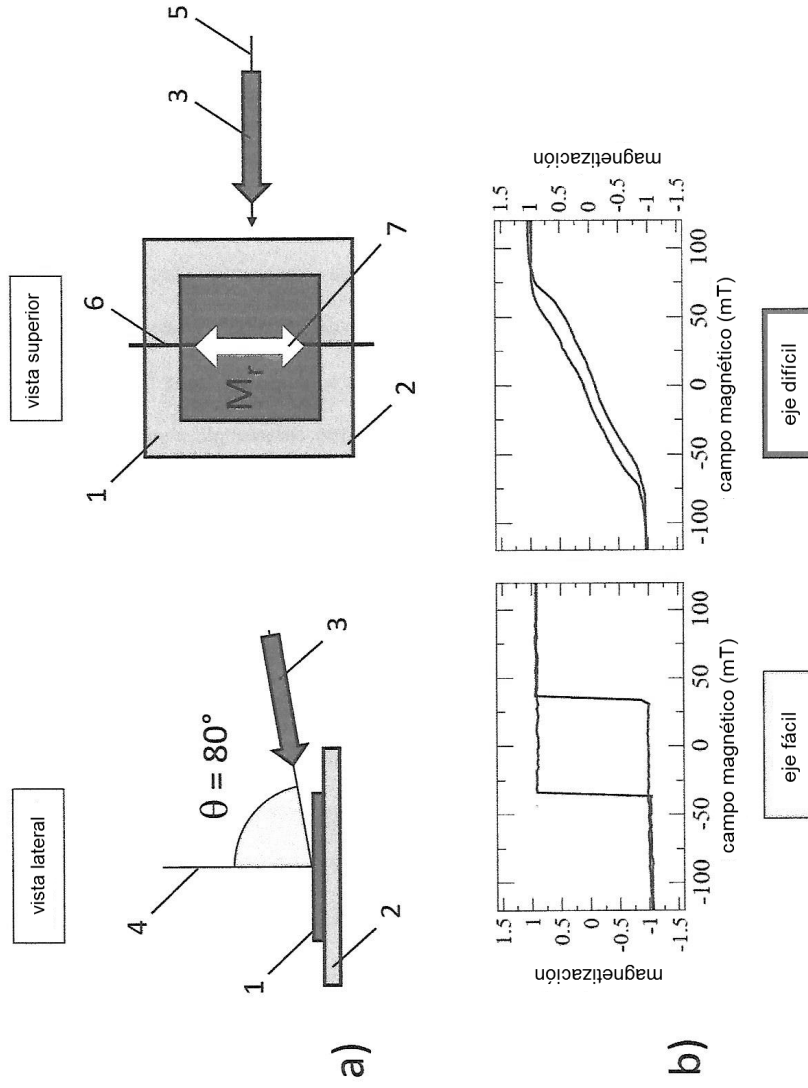 a)
vista lateral
4
θ = 80°
3
1
2
vista superior
6
5
3
1
M_r
7
2
b)
magnetización
1.5
1
0.5
0
-0.5
-1
-1.5
-100 -50 0 50 100
campo magnético (mT)
eje fácil
magnetización
1.5
1
0.5
0
-0.5
-1
-1.5
-100 -50 0 50 100
campo magnético (mT)
eje difícil